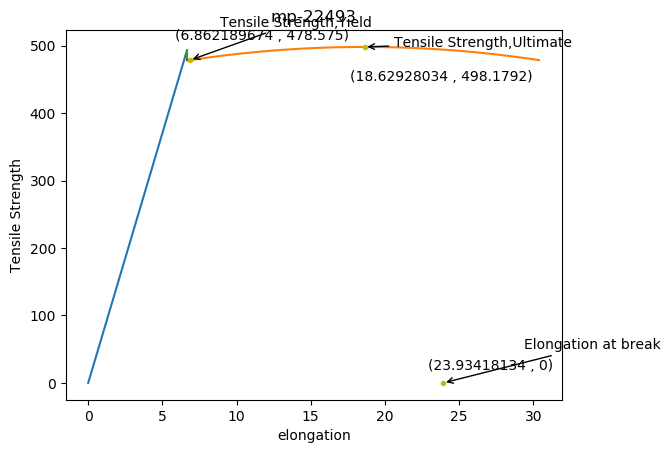 mp-22493
Tensile Strength,Yield
(6.862189674 , 478.575)
Tensile Strength,Ultimate
(18.62928034 , 498.1792)
Elongation at break
(23.93418134 , 0)
Tensile Strength
500
400
300
200
100
0
0 5 10 15 20 25 30
elongation